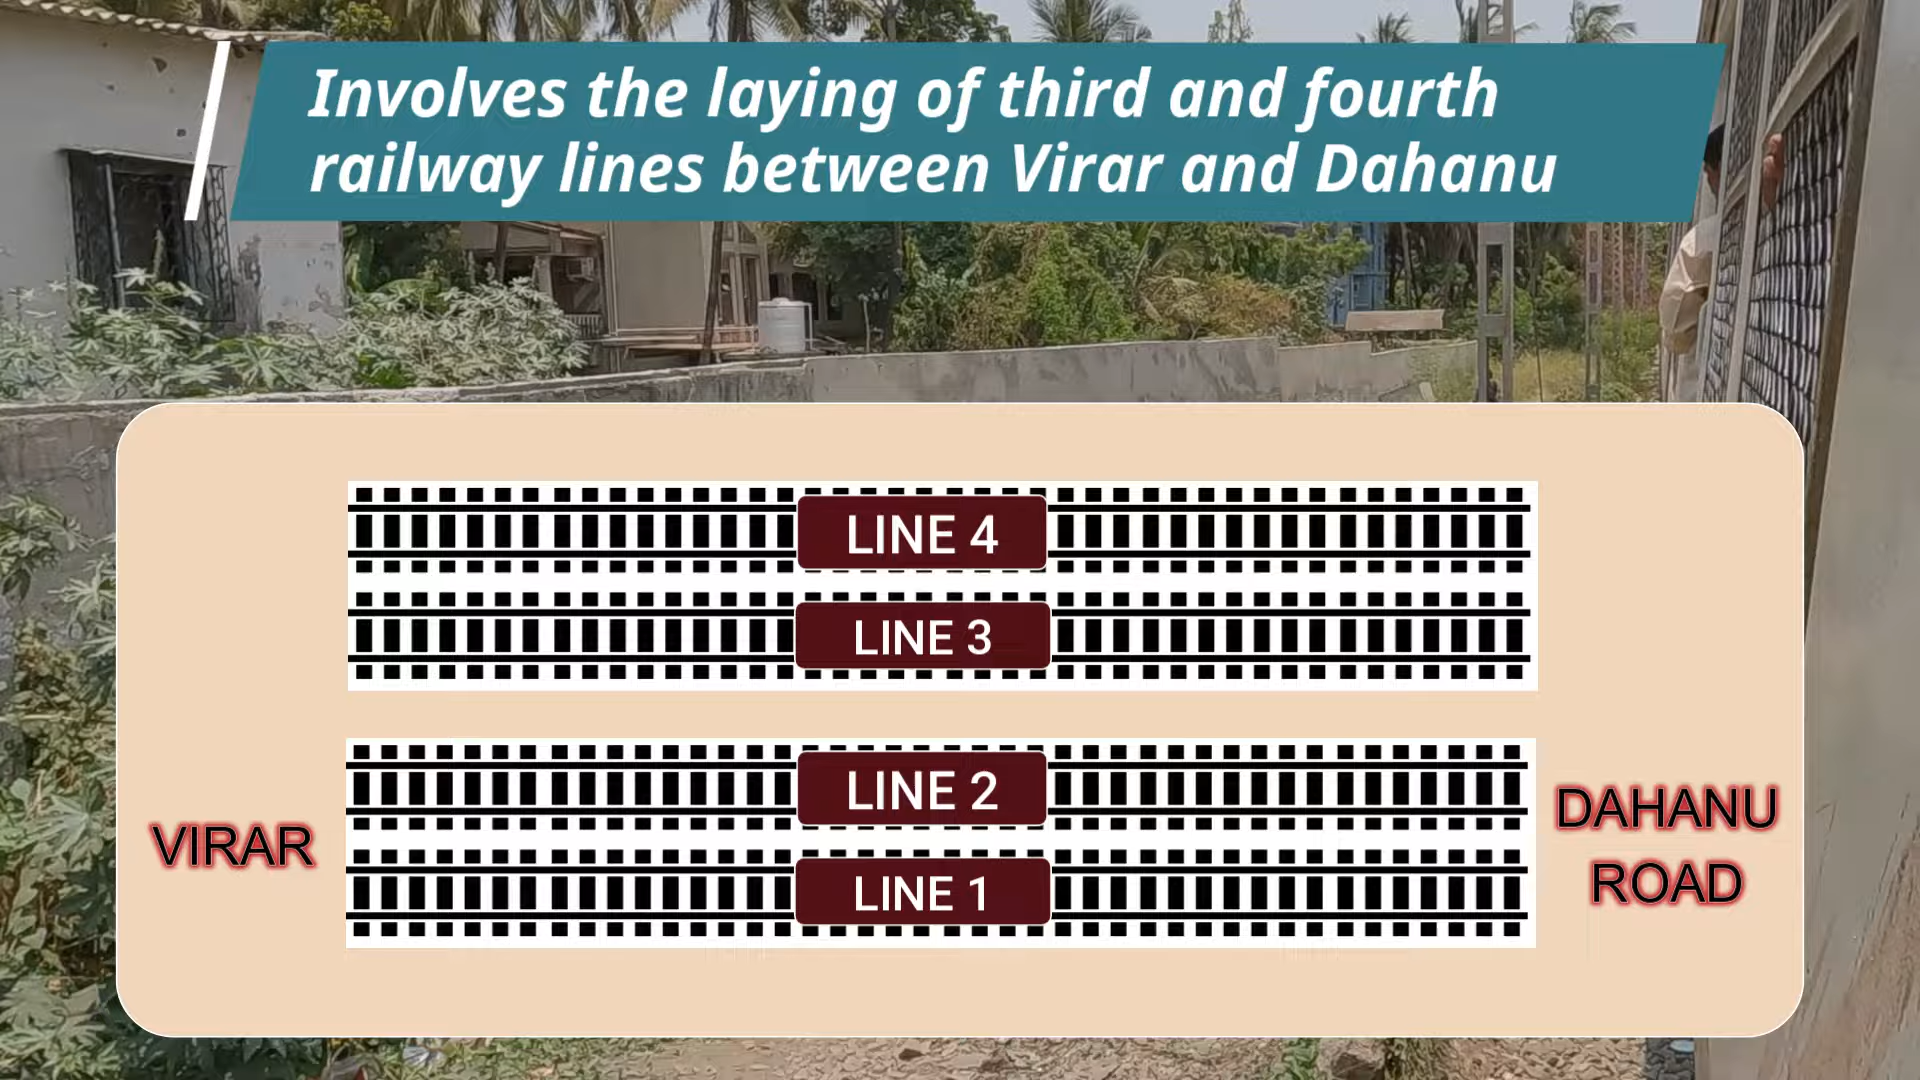 Involves the laying of third and fourth
railway lines between Virar and Dahanu
LINE 4
LINE 3
LINE 2
LINE 1
VIRAR
DAHANU
ROAD